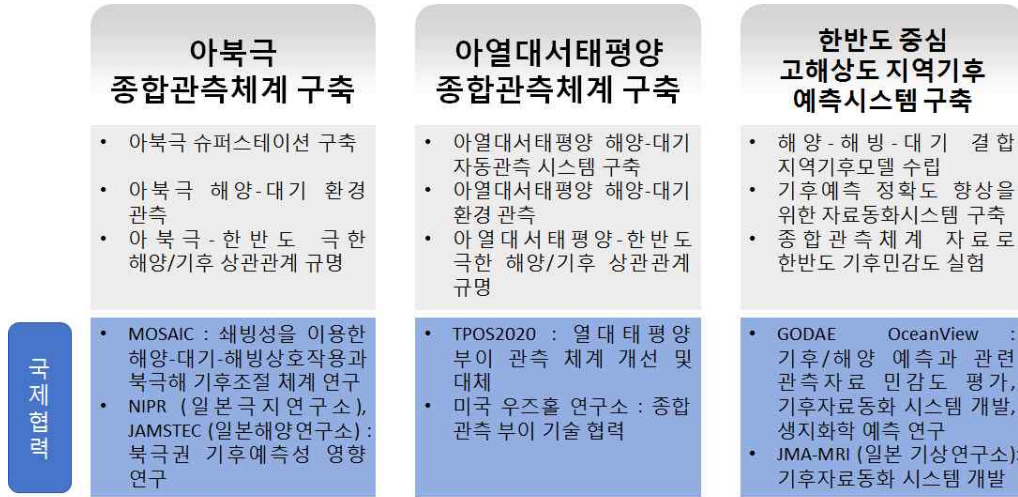 아북극
종합관측체계 구축
• 아북극 슈퍼스테이션 구축
• 아북극 해양-대기 환경
관측
• 아북극-한반도 극한
해양/기후 상관관계 규명
아열대서태평양
종합관측체계 구축
• 아열대서태평양 해양-대기
자동관측 시스템 구축
• 아열대서태평양 해양-대기
환경 관측
• 아열대서태평양-한반도
극한 해양/기후 상관관계
규명
한반도 중심
고해상도 지역기후
예측시스템 구축
• 해양-해빙-대기 결합
지역기후모델 수립
• 기후예측 정확도 향상을
위한 자료동화시스템 구축
• 종합관측체계 자료로
한반도 기후민감도 실험
국제협력
• MOSAIC : 쇄빙성을 이용한
해양-대기-해빙상호작용과
북극해 기후조절 체계 연구
• NIPR (일본극지연구소),
JAMSTEC (일본해양연구소) :
북극권 기후예측성 영향
연구
• TPOS2020 : 열대태평양
부이 관측 체계 개선 및
대체
• 미국 우즈홀 연구소 : 종합
관측 부이 기술 협력
• GODAE OceanView :
기후/해양 예측과 관련
관측자료 민감도 평가,
기후자료동화 시스템 개발,
생지화학 예측 연구
• JMA-MRI (일본 기상연구소):
기후자료동화 시스템 개발